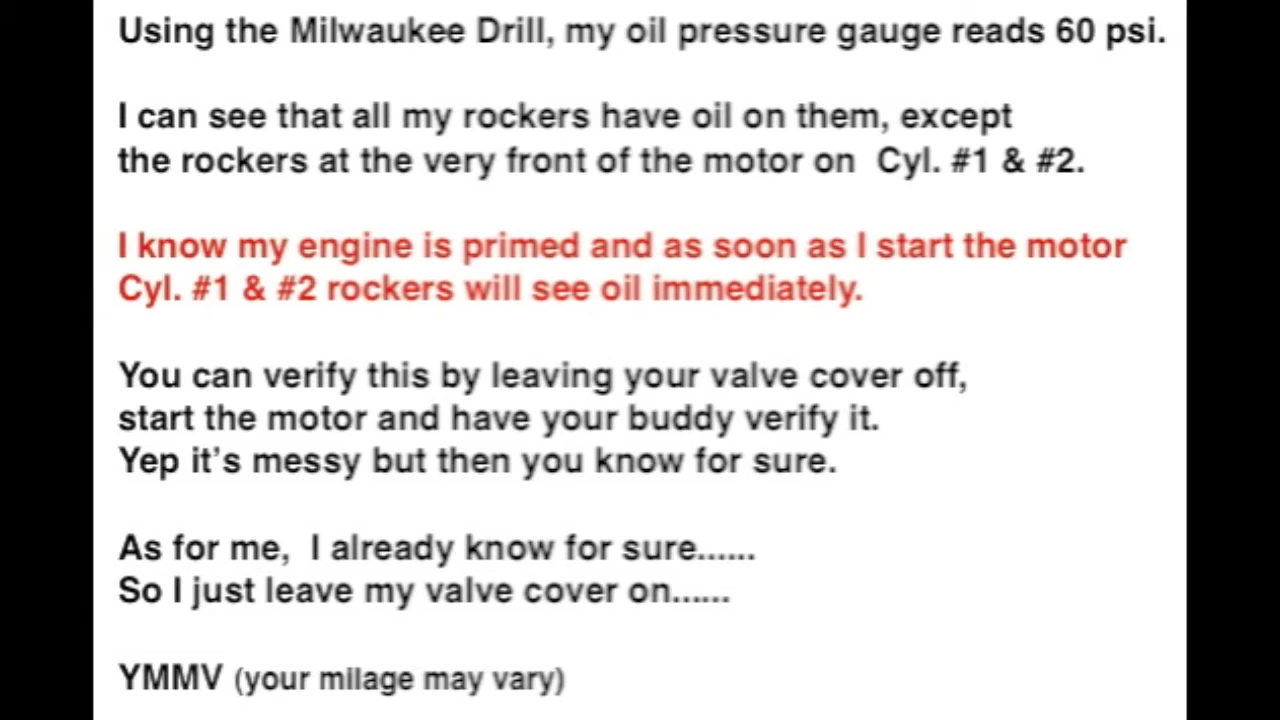 Using the Milwaukee Drill, my oil pressure gauge reads 60 psi.
I can see that all my rockers have oil on them, except
the rockers at the very front of the motor on  Cyl. #1 & #2.
I know my engine is primed and as soon as I start the motor
Cyl. #1 & #2 rockers will see oil immediately.
You can verify this by leaving your valve cover off,
start the motor and have your buddy verify it.
Yep it's messy but then you know for sure.
As for me,  I already know for sure......
So I just leave my valve cover on......
YMMV (your milage may vary)